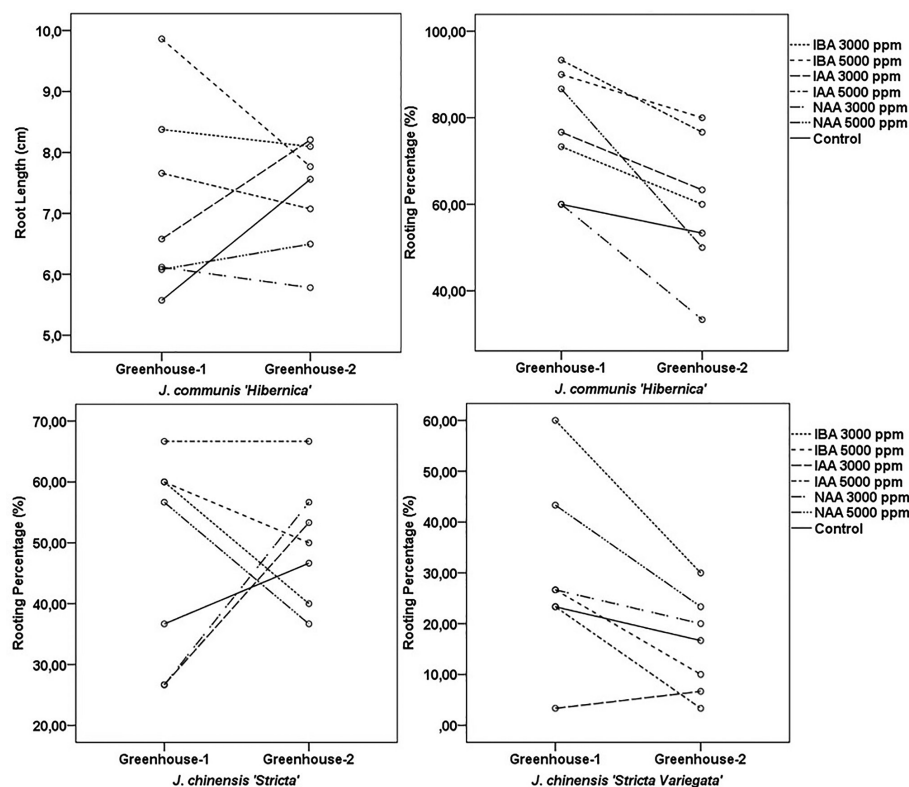 10,0
9,0
8,0
7,0
6,0
5,0
Root Length (cm)
Greenhouse-1 Greenhouse-2
J. communis 'Hibernica'
100,00
80,00
60,00
40,00
Rooting Percentage (%)
Greenhouse-1 Greenhouse-2
J. communis 'Hibernica'
IBA 3000 ppm
IBA 5000 ppm
IAA 3000 ppm
IAA 5000 ppm
NAA 3000 ppm
NAA 5000 ppm
Control
70,00
60,00
50,00
40,00
30,00
20,00
Rooting Percentage (%)
Greenhouse-1 Greenhouse-2
J. chinensis 'Stricta'
60,00
50,00
40,00
30,00
20,00
10,00
,00
Rooting Percentage (%)
Greenhouse-1 Greenhouse-2
J. chinensis 'Stricta Variegata'
IBA 3000 ppm
IBA 5000 ppm
IAA 3000 ppm
IAA 5000 ppm
NAA 3000 ppm
NAA 5000 ppm
Control